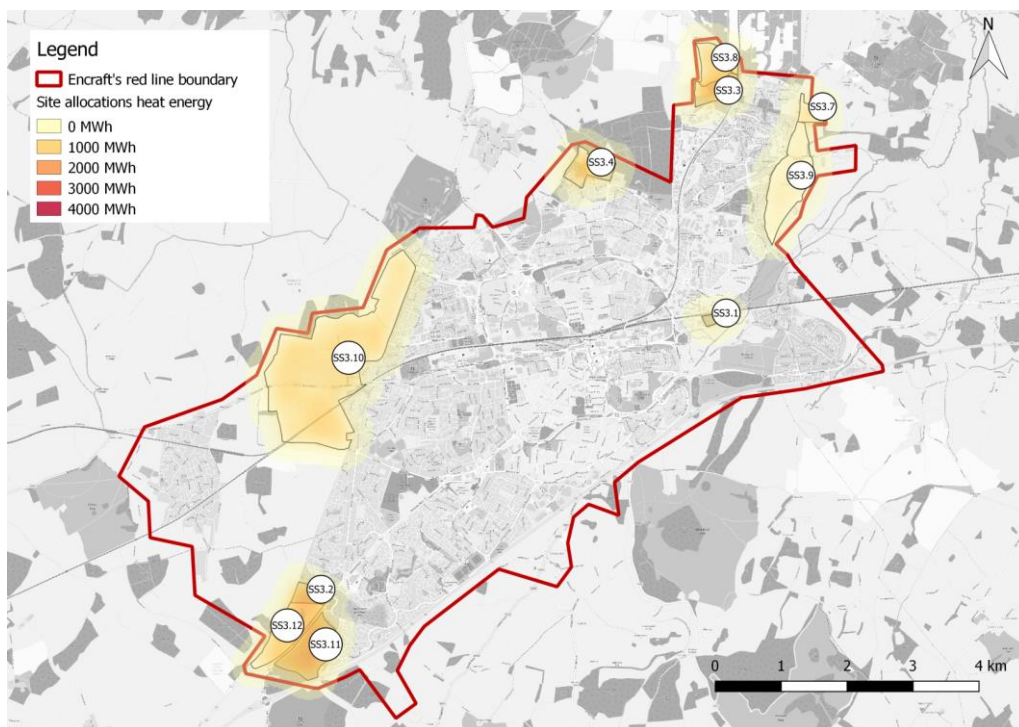 Legend
Encraft's red line boundary
Site allocations heat energy
0 MWh
1000 MWh
2000 MWh
3000 MWh
4000 MWh
N
SS3.8
SS3.3
SS3.7
SS3.4
SS3.9
SS3.1
SS3.10
SS3.2
SS3.12
SS3.11
0 1 2 3 4 km